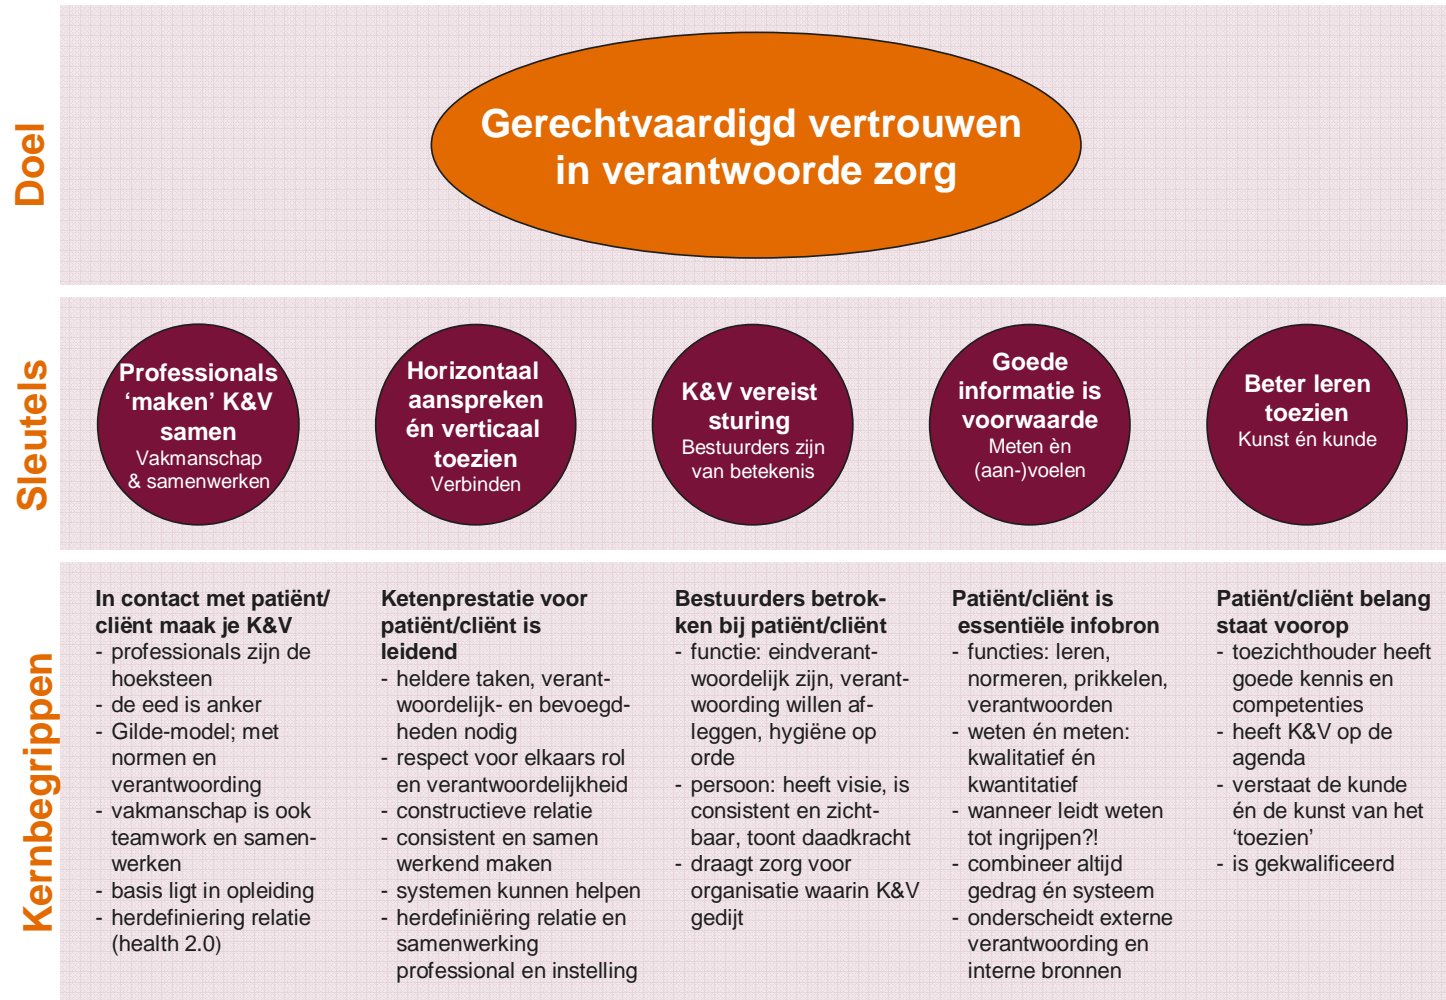 Doel
Gerechtvaardigd vertrouwen
in verantwoorde zorg
Sleutels
Professionals
‘maken’ K&V
samen
Vakmanschap
& samenwerken
Horizontaal
aanspreken
én verticaal
toezien
Verbinden
K&V vereist
sturing
Bestuurders zijn
van betekenis
Goede
informatie is
voorwaarde
Meten èn
(aan-)voelen
Beter leren
toezien
Kunst én kunde
Kernbegrippen
In contact met patiënt/
cliënt maak je K&V
- professionals zijn de
hoeksteen
- de eed is anker
- Gilde-model; met
normen en
verantwoording
- vakmanschap is ook
teamwork en samen-
werken
- basis ligt in opleiding
- herdefiniering relatie
(health 2.0)
Ketenprestatie voor
patiënt/cliënt is
leidend
- heldere taken, verant-
woordelijk- en bevoegd-
heden nodig
- respect voor elkaars rol
en verantwoordelijkheid
- constructieve relatie
- consistent en samen
werkend maken
- systemen kunnen helpen
- herdefiniëring relatie en
samenwerking
professional en instelling
Bestuurders betrok-
ken bij patiënt/cliënt
- functie: eindverant-
woordelijk zijn, verant-
woording willen af-
leggen, hygiëne op
orde
- persoon: heeft visie, is
consistent en zicht-
baar, toont daadkracht
- draagt zorg voor
organisatie waarin K&V
gedijt
Patiënt/cliënt is
essentiële infobron
- functies: leren,
normeren, prikkelen,
verantwoorden
- weten én meten:
kwalitatief én
kwantitatief
- wanneer leidt weten
tot ingrijpen?!
- combineer altijd
gedrag én systeem
- onderscheidt externe
verantwoording en
interne bronnen
Patiënt/cliënt belang
staat voorop
- toezichthouder heeft
goede kennis en
competenties
- heeft K&V op de
agenda
- verstaat de kunde
én de kunst van het
‘toezien’
- is gekwalificeerd